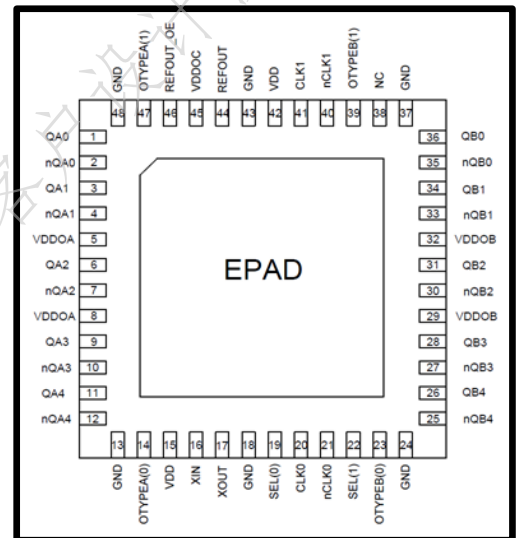 GND OTYPEA(1) REFOUT_OE VDDOC REFOUT GND VDD CLK1 nCLK1 OTYPEB(1) NC GND
48 47 46 45 44 43 42 41 40 39 38 37
QA0 1 36 QB0
nQA0 2 35 nQB0
QA1 3 34 QB1
nQA1 4 33 nQB1
VDDOA 5 32 VDDOB
QA2 6 31 QB2
EPAD
nQA2 7 30 nQB2
VDDOA 8 29 VDDOB
QA3 9 28 QB3
nQA3 10 27 nQB3
QA4 11 26 QB4
nQA4 12 25 nQB4
13 14 15 16 17 18 19 20 21 22 23 24
GND OTYPEA(0) VDD XIN XOUT GND SEL(0) CLK0 nCLK0 SEL(1) OTYPEB(0) GND
客户设计